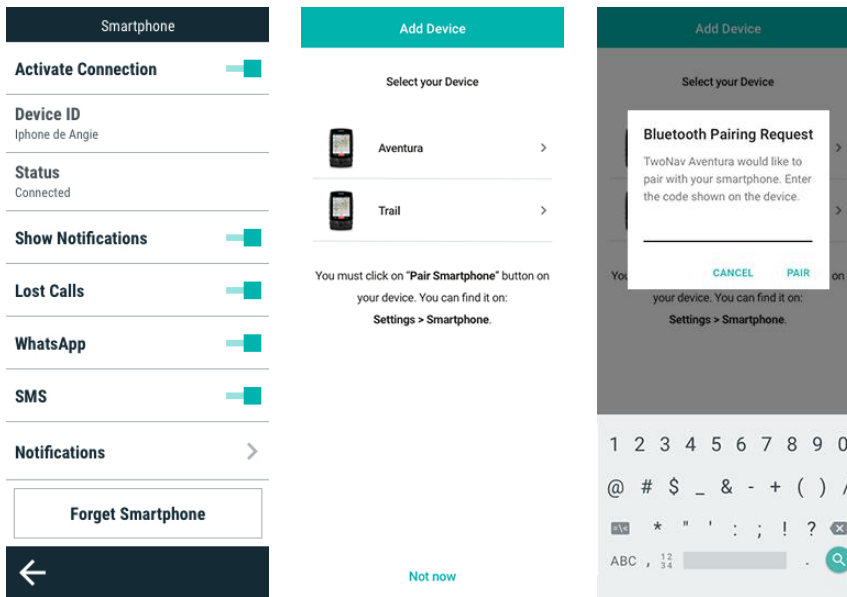 Smartphone
Activate Connection
Device ID
Iphone de Angie
Status
Connected
Show Notifications
Lost Calls
WhatsApp
SMS
Notifications
Forget Smartphone
Add Device
Select your Device
Aventura
Trail
You must click on "Pair Smartphone" button on
your device. You can find it on:
Settings > Smartphone.
Not now
Add Device
Select your Device
Bluetooth Pairing Request
TwoNav Aventura would like to
pair with your smartphone. Enter
the code shown on the device.
CANCEL PAIR
You on
your device. You can find it on:
Settings > Smartphone.
1 2 3 4 5 6 7 8 9 0
@ # $ _ & - + ( ) /
=\< * " ' : ; ! ?
ABC , 12 34 .